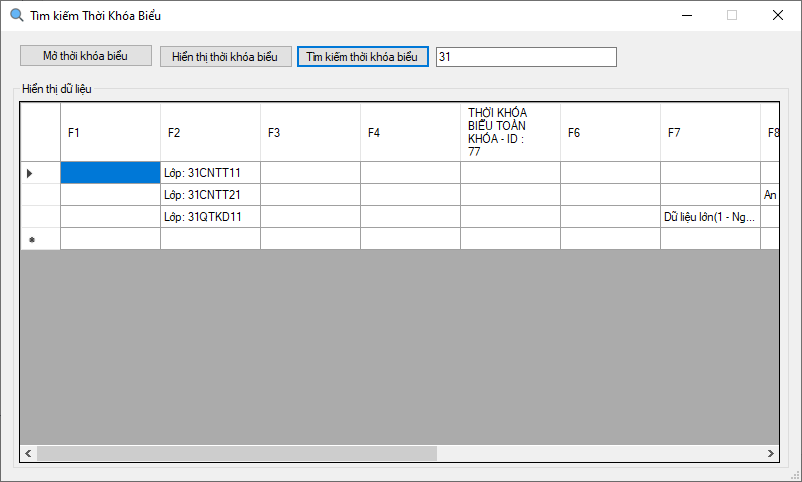 Tìm kiếm Thời Khóa Biểu
Mở thời khóa biểu
Hiển thị thời khóa biểu
Tìm kiếm thời khóa biểu
31
Hiển thị dữ liệu
F1
F2
F3
F4
THỜI KHÓA
BIỂU TOÀN
KHÓA - ID :
77
F6
F7
F8
Lớp: 31CNTT11
Lớp: 31CNTT21
An
Lớp: 31QTKD11
Dữ liệu lớn(1 - Ng...